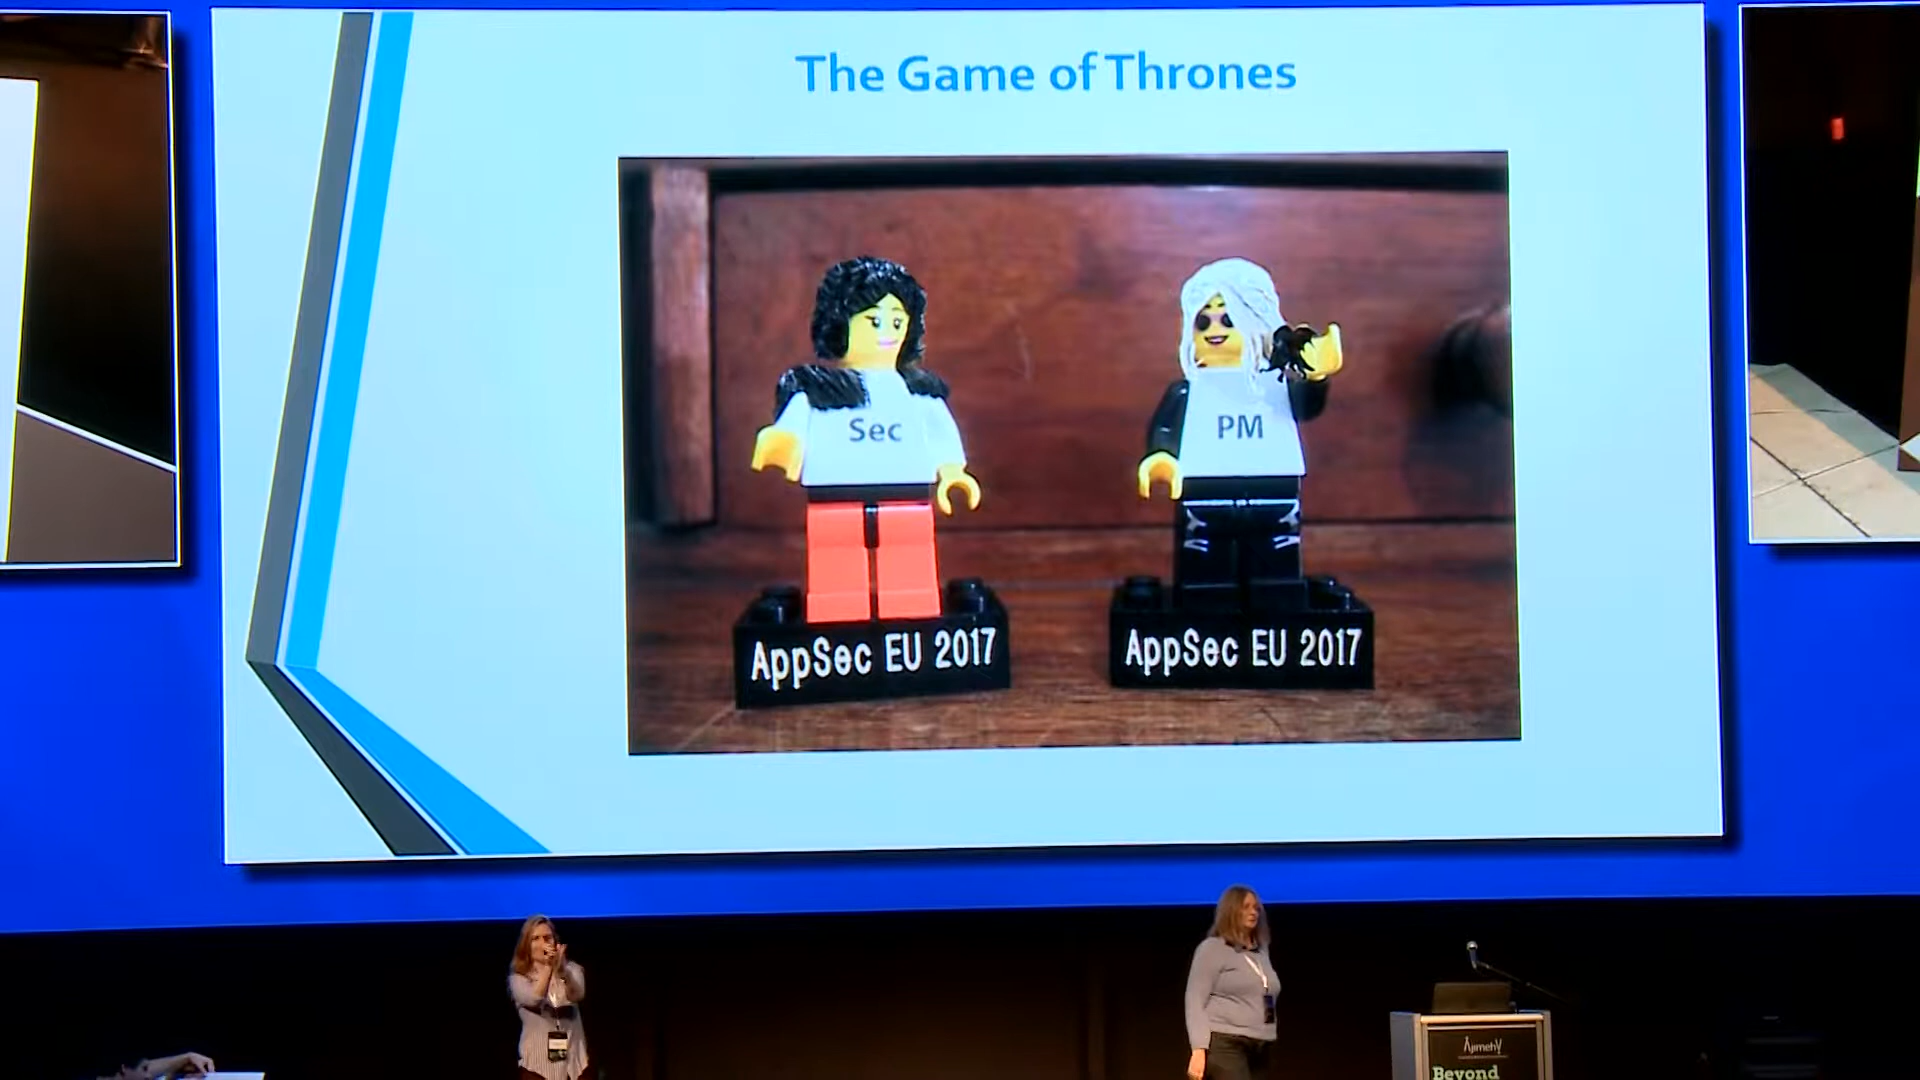 The Game of Thrones
Sec
PM
AppSec EU 2017
AppSec EU 2017
Beyond